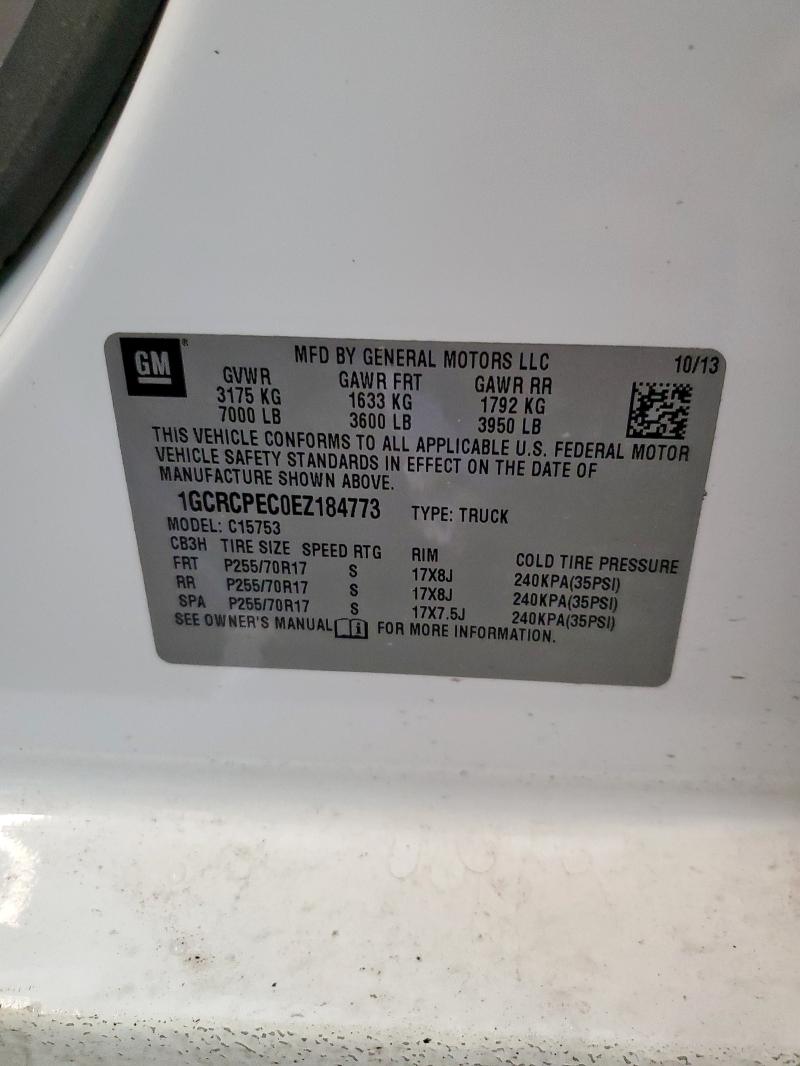 GM ® MFD BY GENERAL MOTORS LLC 10/13
GVWR GAWR FRT GAWR RR
3175 KG 1633 KG 1792 KG
7000 LB 3600 LB 3950 LB
THIS VEHICLE CONFORMS TO ALL APPLICABLE U.S. FEDERAL MOTOR
VEHICLE SAFETY STANDARDS IN EFFECT ON THE DATE OF
MANUFACTURE SHOWN ABOVE.
1GCRCPEC0EZ184773 TYPE: TRUCK
MODEL: C15753
CB3H TIRE SIZE SPEED RTG RIM COLD TIRE PRESSURE
FRT P255/70R17 S 17X8J 240KPA(35PSI)
RR P255/70R17 S 17X8J 240KPA(35PSI)
SPA P255/70R17 S 17X7.5J 240KPA(35PSI)
SEE OWNER'S MANUAL i FOR MORE INFORMATION.